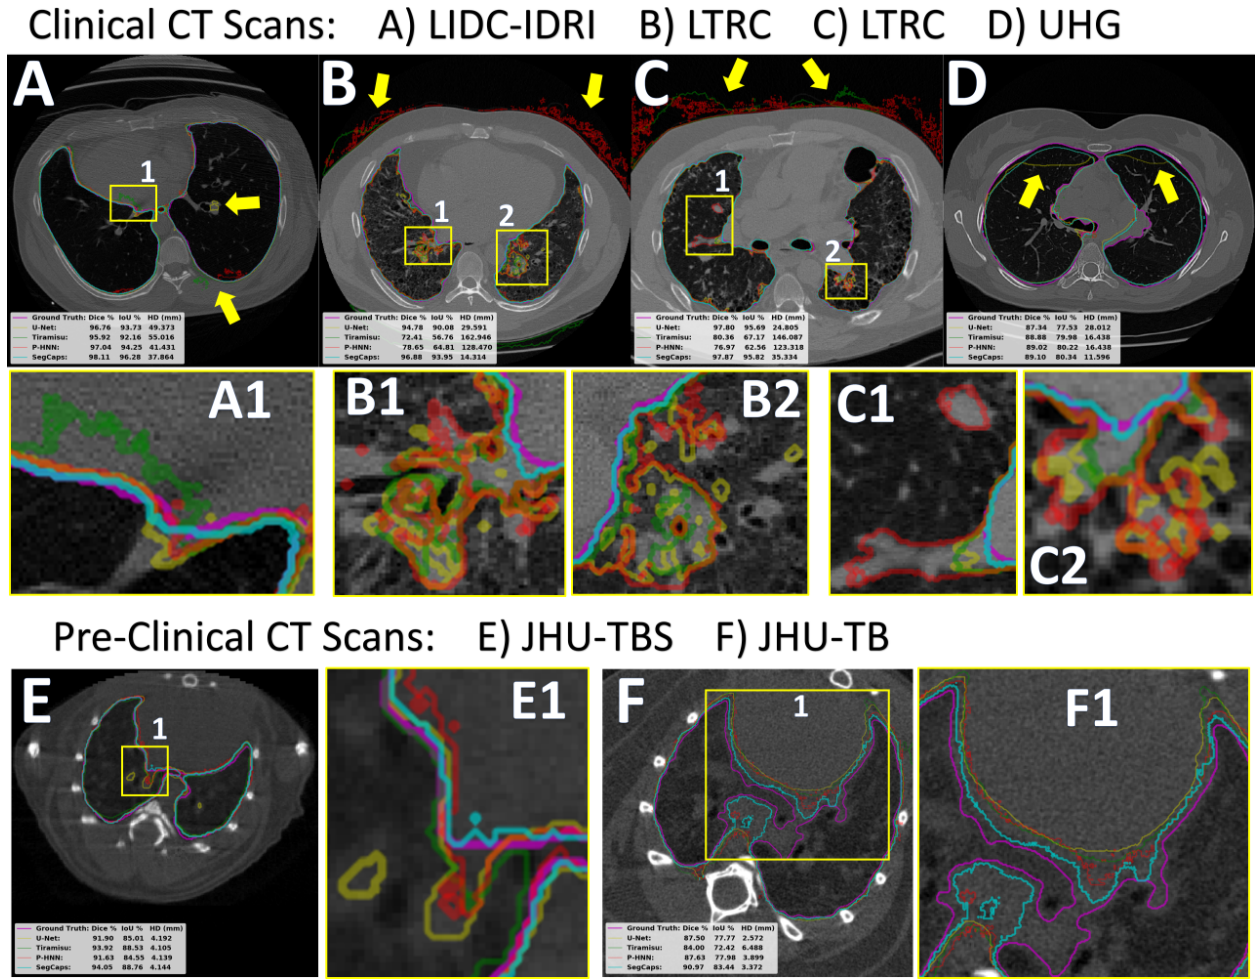 Clinical CT Scans: A) LIDC-IDRI B) LTRC C) LTRC D) UHG
A
1
B
1
2
C
1
2
D
Ground Truth: Dice % IoU % HD (mm)
U-Net: 96.76 93.73 49.373
Tiramisu: 95.92 92.16 55.016
P-HNN: 97.04 94.25 41.431
SegCaps: 98.11 96.28 37.864
Ground Truth: Dice % IoU % HD (mm)
U-Net: 94.78 90.08 29.591
Tiramisu: 72.41 56.76 162.946
P-HNN: 78.65 64.81 128.470
SegCaps: 96.88 93.95 14.314
Ground Truth: Dice % IoU % HD (mm)
U-Net: 97.80 95.69 24.805
Tiramisu: 80.36 67.17 146.087
P-HNN: 76.97 62.56 123.318
SegCaps: 97.87 95.82 35.334
Ground Truth: Dice % IoU % HD (mm)
U-Net: 87.34 77.53 28.012
Tiramisu: 88.88 79.98 16.438
P-HNN: 89.02 80.22 16.438
SegCaps: 89.10 80.34 11.596
A1
B1
B2
C1
C2
Pre-Clinical CT Scans: E) JHU-TBS F) JHU-TB
E
1
E1
F
1
F1
Ground Truth: Dice % IoU % HD (mm)
U-Net: 91.90 85.01 4.192
Tiramisu: 93.92 88.53 4.105
P-HNN: 91.63 84.55 4.139
SegCaps: 94.05 88.76 4.144
Ground Truth: Dice % IoU % HD (mm)
U-Net: 87.50 77.77 2.572
Tiramisu: 84.00 72.42 6.488
P-HNN: 87.63 77.98 3.899
SegCaps: 90.97 83.44 3.372